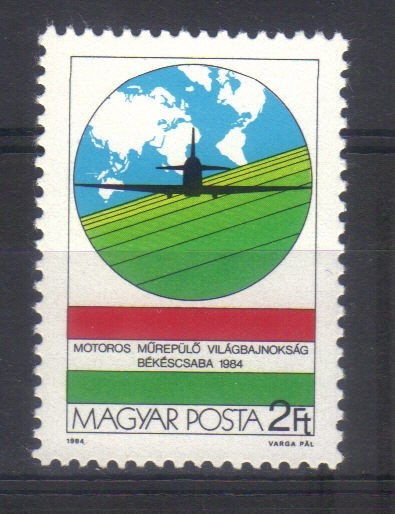 MOTOROS MŰREPÜLŐ VILÁGBAJNOKSÁG
BÉKÉSCSABA 1984
MAGYAR POSTA 2Ft
1984 VARGA PÁL